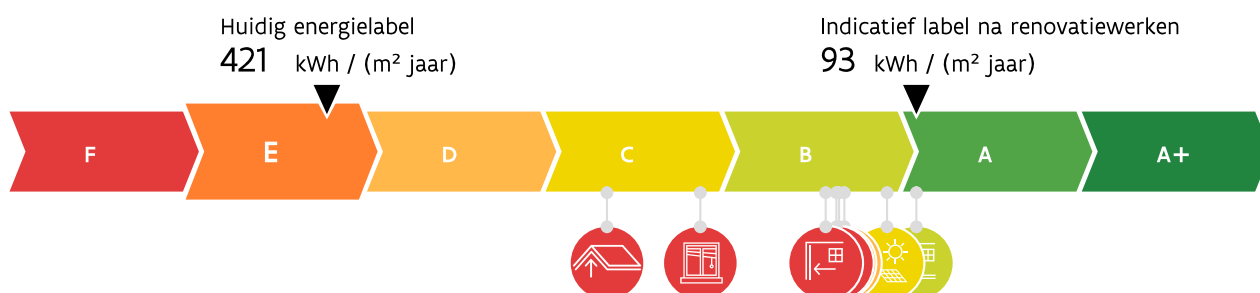 Huidig energielabel
421 kWh / (m² jaar)
Indicatief label na renovatiewerken
93 kWh / (m² jaar)
F E D C B A A+